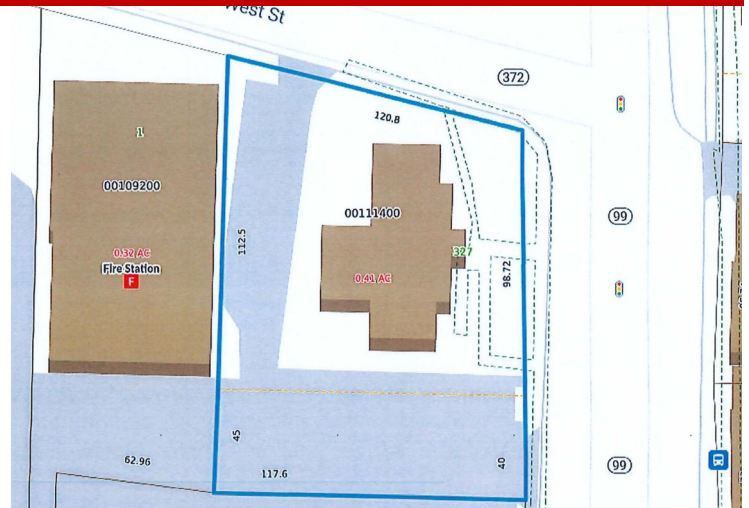 West St
372
120.8
1
00109200
00111400
99
112.5
0.32 AC
Fire Station
F
327
0.41 AC
98.72
45
40
62.96
117.6
99